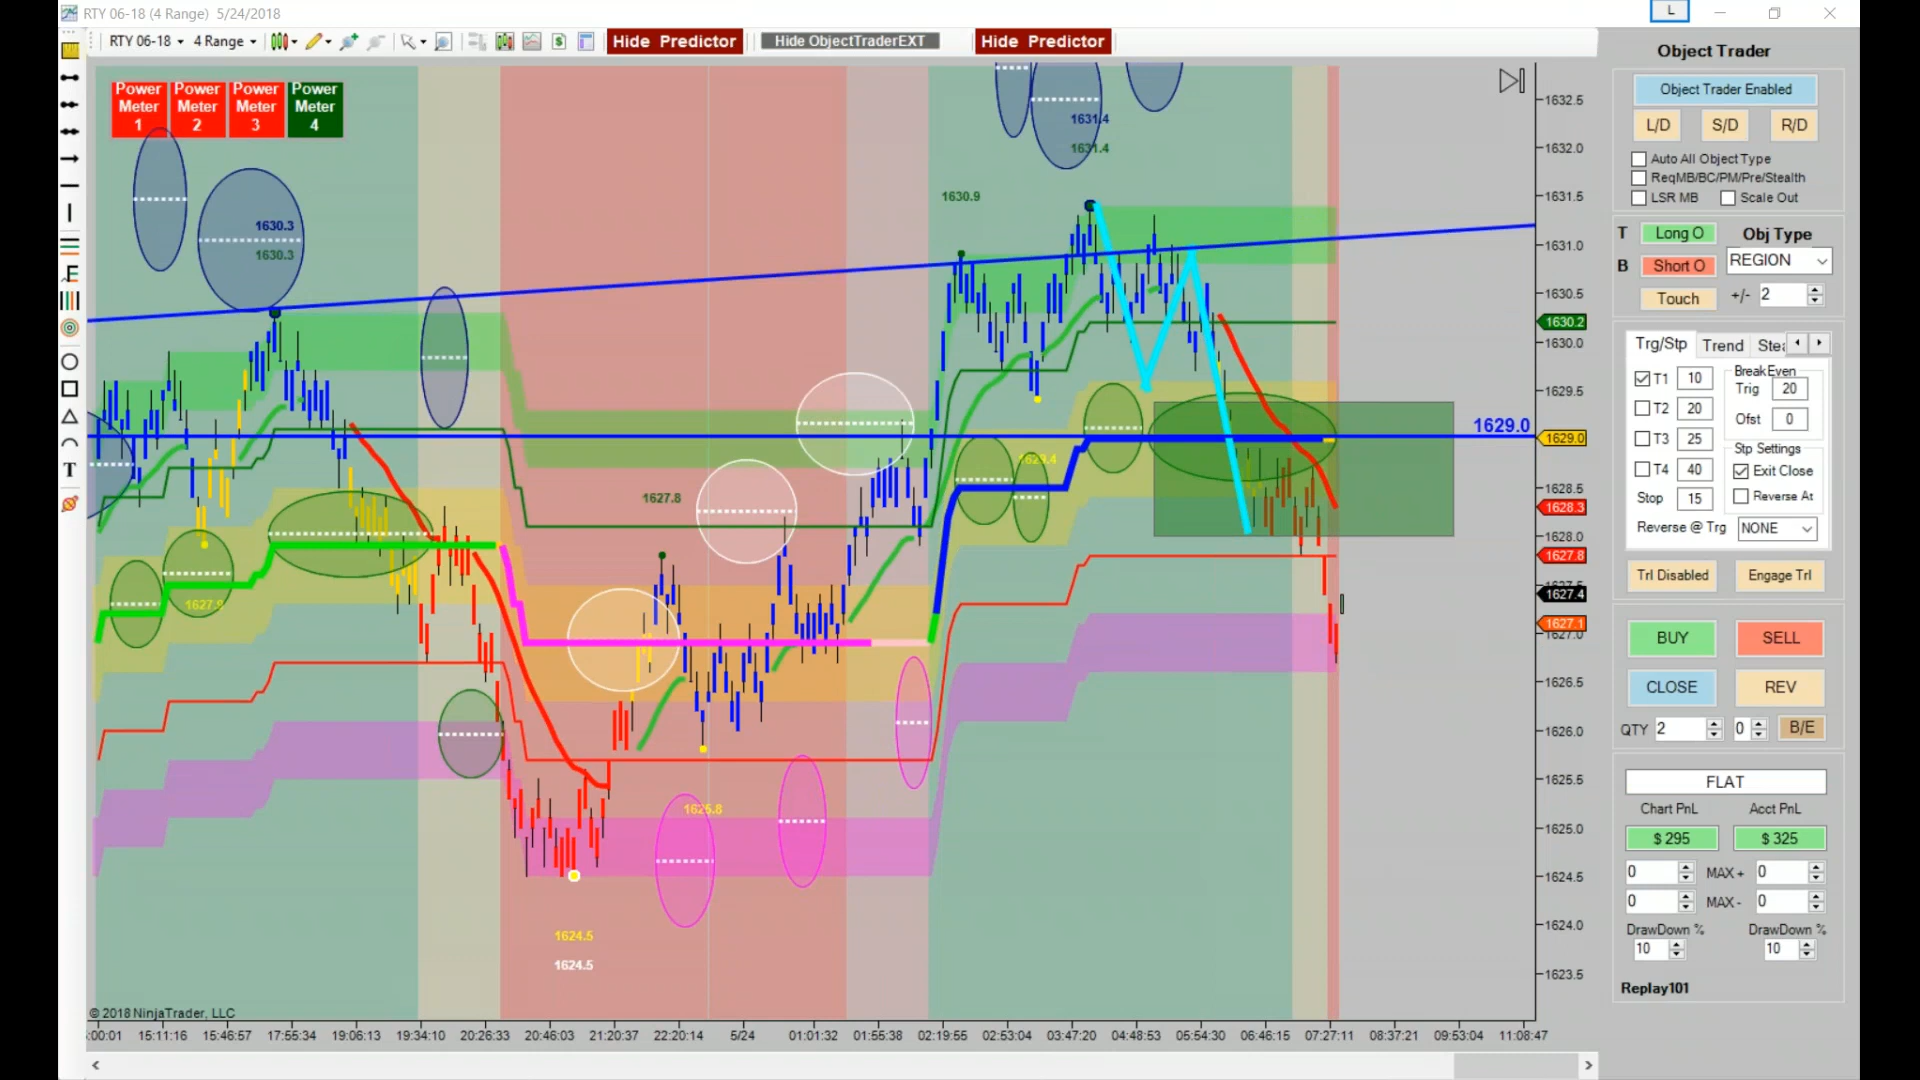 RTY 06-18 (4 Range)  5/24/2018
L
RTY 06-18
4 Range
Hide Predictor
Hide ObjectTraderEXT
Hide Predictor
Power Meter 1
Power Meter 2
Power Meter 3
Power Meter 4
1630.3
1630.3
1627.8
1630.9
1631.4
1631.4
1629.4
1625.8
1624.5
1624.5
1629.0
1632.5
1632.0
1631.5
1631.0
1630.5
1630.2
1630.0
1629.5
1629.0
1628.5
1628.3
1628.0
1627.8
1627.5
1627.4
1627.1
1627.0
1626.5
1626.0
1625.5
1625.0
1624.5
1624.0
1623.5
© 2018 NinjaTrader, LLC
15:11:16
15:46:57
17:55:34
19:06:13
19:34:10
20:26:33
20:46:03
21:20:37
22:20:14
5/24
01:01:32
01:55:38
02:19:55
02:53:04
03:47:20
04:48:53
05:54:30
06:46:15
07:27:11
08:37:21
09:53:04
11:08:47
Object Trader
Object Trader Enabled
L/D
S/D
R/D
Auto All Object Type
ReqMB/BC/PM/Pre/Stealth
LSR MB
Scale Out
T
Long O
Obj Type
B
Short O
REGION
Touch
+/-
2
Trg/Stp
Trend
T1
10
T2
20
T3
25
T4
40
Stop
15
BreakEven
Trig
20
Ofst
0
Stp Settings
Exit Close
Reverse At
Reverse @ Trg
NONE
Trl Disabled
Engage Trl
BUY
SELL
CLOSE
REV
QTY
2
0
B/E
FLAT
Chart PnL
Acct PnL
$ 295
$ 325
0
MAX +
0
0
MAX -
0
DrawDown %
DrawDown %
10
10
Replay101